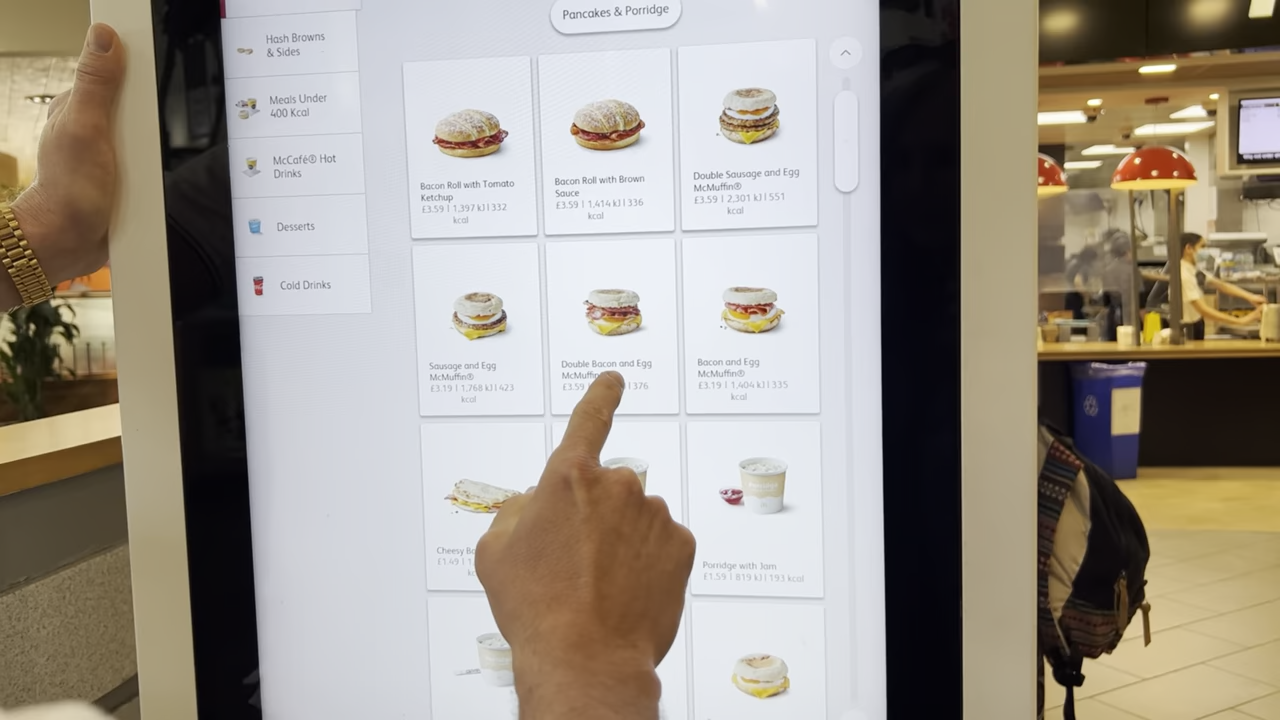 Pancakes & Porridge
Hash Browns
& Sides
Meals Under
400 Kcal
McCafé® Hot
Drinks
Desserts
Cold Drinks
Bacon Roll with Tomato
Ketchup
£3.59 | 1,397 kJ | 332
kcal
Bacon Roll with Brown
Sauce
£3.59 | 1,414 kJ | 336
kcal
Double Sausage and Egg
McMuffin®
£3.59 | 2,301 kJ | 551
kcal
Sausage and Egg
McMuffin®
£3.19 | 1,768 kJ | 423
kcal
Double Bacon and Egg
£3.59 376
Bacon and Egg
McMuffin®
£3.19 | 1,404 kJ | 335
kcal
Cheesy
£1.49
Porridge with Jam
£1.59 | 819 kJ | 193 kcal